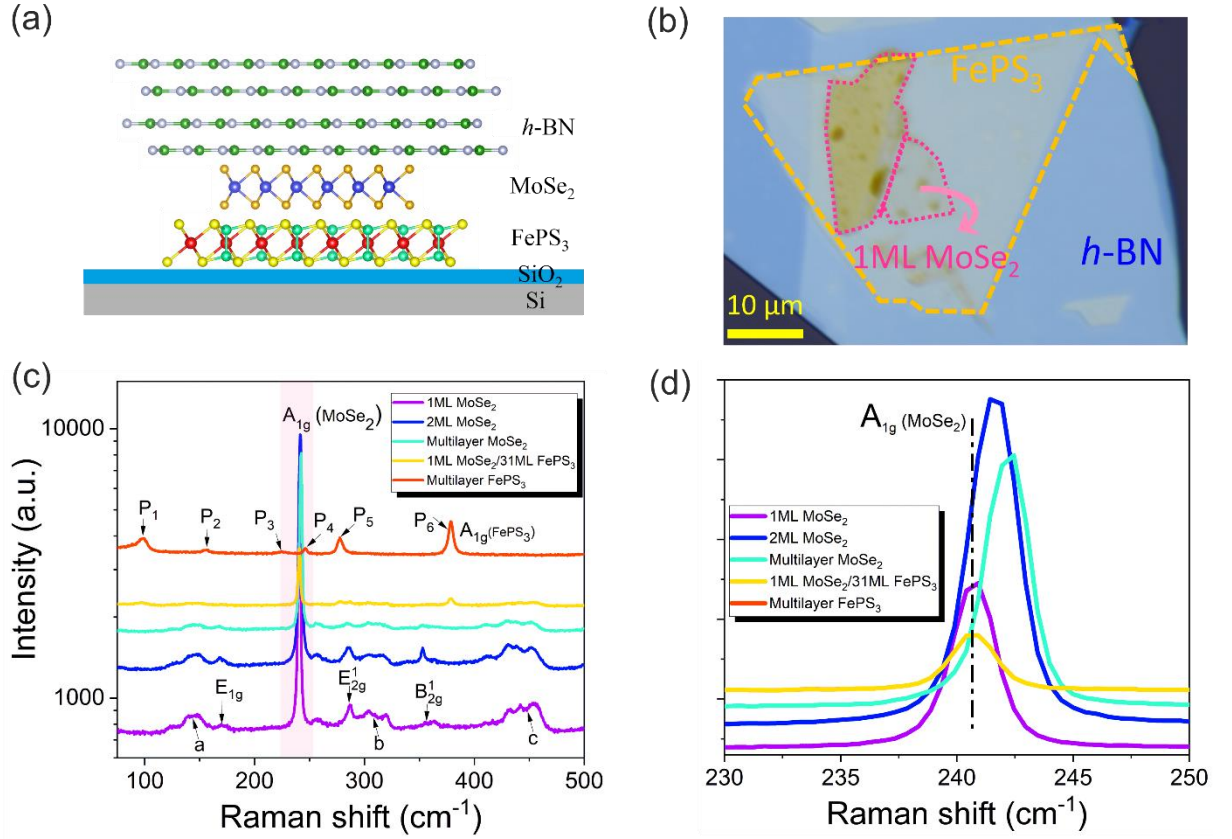 (a)
h-BN
MoSe₂
FePS₃
SiO₂
Si
(b)
FePS₃
1ML MoSe₂
h-BN
10 μm
(c)
Intensity (a.u.)
10000
1000
A₁g (MoSe₂)
1ML MoSe₂
2ML MoSe₂
Multilayer MoSe₂
1ML MoSe₂/31ML FePS₃
Multilayer FePS₃
P₁
P₂
P₃
P₄
P₅
P₆
A₁g(FePS₃)
E₁g
E¹₂g
B¹₂g
a
b
c
100 200 300 400 500
Raman shift (cm⁻¹)
(d)
A₁g (MoSe₂)
1ML MoSe₂
2ML MoSe₂
Multilayer MoSe₂
1ML MoSe₂/31ML FePS₃
Multilayer FePS₃
230 235 240 245 250
Raman shift (cm⁻¹)